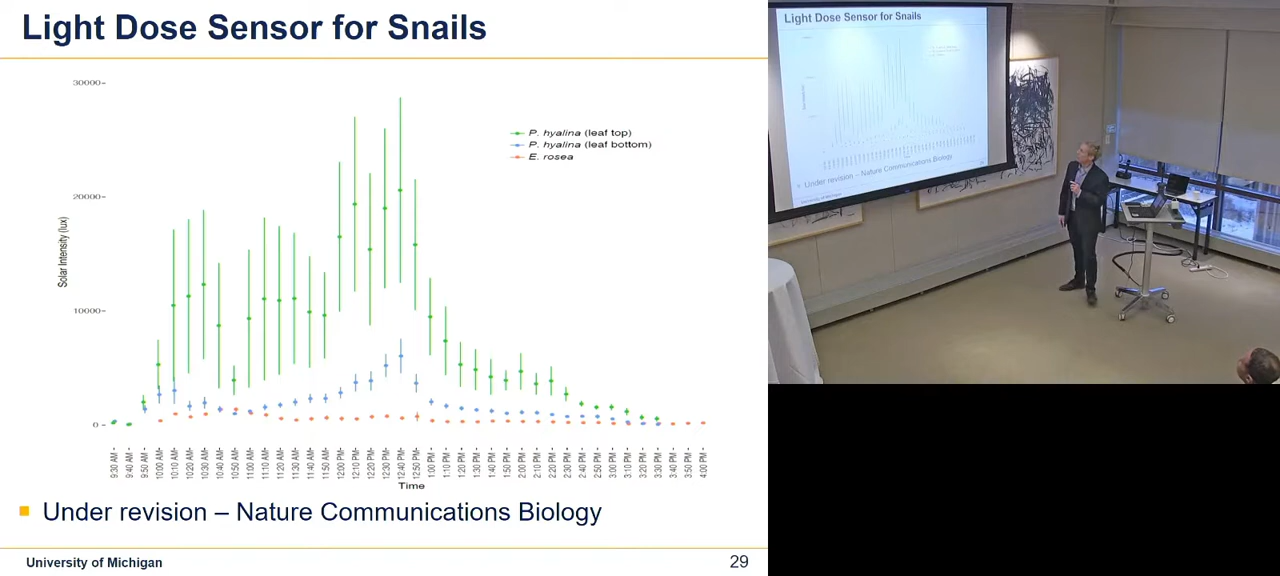 Light Dose Sensor for Snails
30000-
20000-
10000-
0-
Solar Intensity (lux)
P. hyalina (leaf top)
P. hyalina (leaf bottom)
E. rosea
9:30 AM-
9:40 AM-
9:50 AM-
10:00 AM-
10:10 AM-
10:20 AM-
10:30 AM-
10:40 AM-
10:50 AM-
11:00 AM-
11:10 AM-
11:20 AM-
11:30 AM-
11:40 AM-
11:50 AM-
12:00 PM-
12:10 PM-
12:20 PM-
12:30 PM-
12:40 PM-
12:50 PM-
1:00 PM-
1:10 PM-
1:20 PM-
1:30 PM-
1:40 PM-
1:50 PM-
2:00 PM-
2:10 PM-
2:20 PM-
2:30 PM-
2:40 PM-
2:50 PM-
3:00 PM-
3:10 PM-
3:20 PM-
3:30 PM-
3:40 PM-
3:50 PM-
4:00 PM-
Time
Under revision – Nature Communications Biology
University of Michigan
29
Light Dose Sensor for Snails
Under revision – Nature Communications Biology